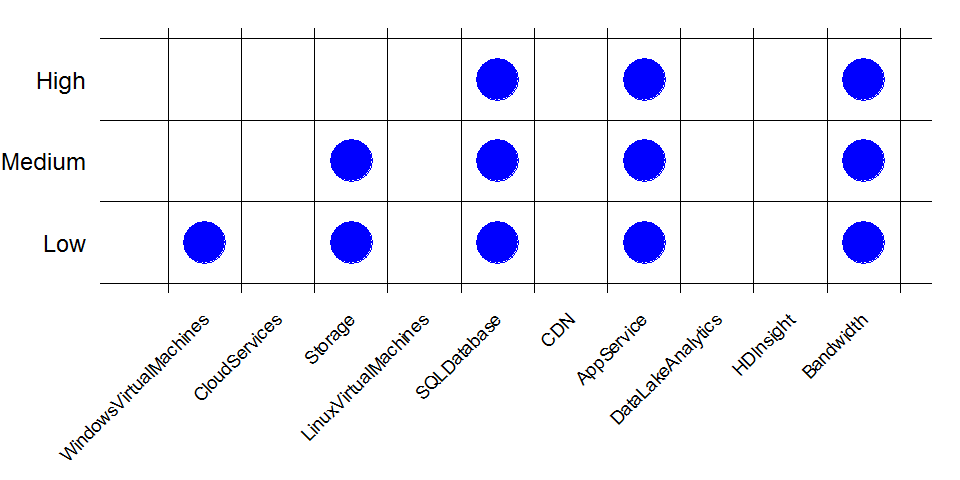 High
Medium
Low
WindowsVirtualMachines
CloudServices
Storage
LinuxVirtualMachines
SQLDatabase
CDN
AppService
DataLakeAnalytics
HDInsight
Bandwidth